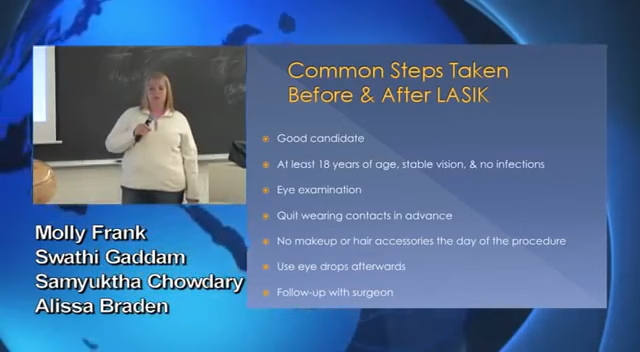 Common Steps Taken
Before & After LASIK
Good candidate
At least 18 years of age, stable vision, & no infections
Eye examination
Quit wearing contacts in advance
No makeup or hair accessories the day of the procedure
Use eye drops afterwards
Follow-up with surgeon
Molly Frank
Swathi Gaddam
Samyuktha Chowdary
Alissa Braden